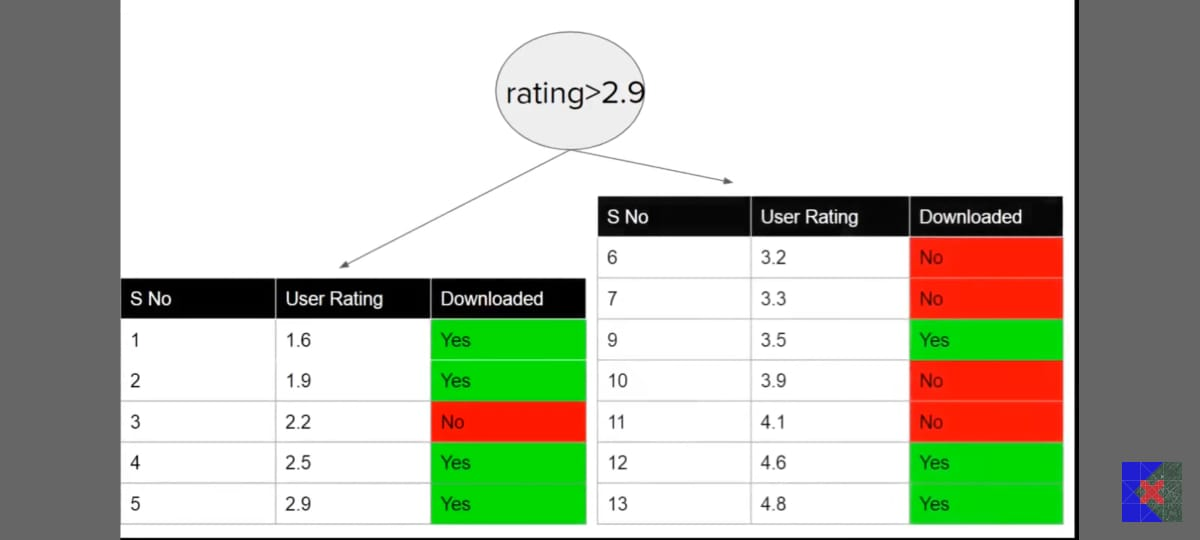 rating>2.9
S No User Rating Downloaded
1 1.6 Yes
2 1.9 Yes
3 2.2 No
4 2.5 Yes
5 2.9 Yes
S No User Rating Downloaded
6 3.2 No
7 3.3 No
9 3.5 Yes
10 3.9 No
11 4.1 No
12 4.6 Yes
13 4.8 Yes